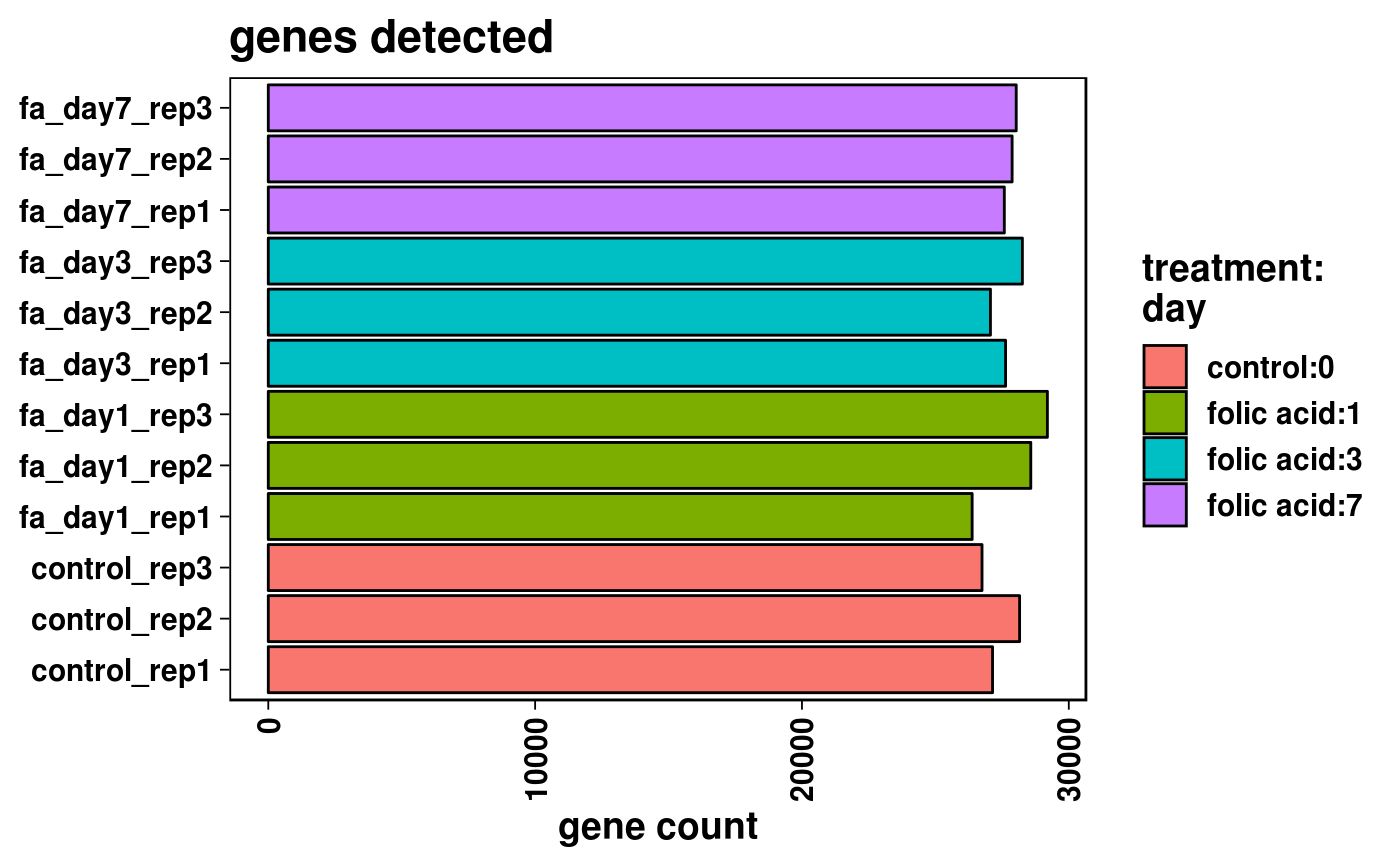 genes detected
fa_day7_rep3
fa_day7_rep2
fa_day7_rep1
fa_day3_rep3
fa_day3_rep2
fa_day3_rep1
fa_day1_rep3
fa_day1_rep2
fa_day1_rep1
control_rep3
control_rep2
control_rep1
0
10000
20000
30000
gene count
treatment:
day
control:0
folic acid:1
folic acid:3
folic acid:7